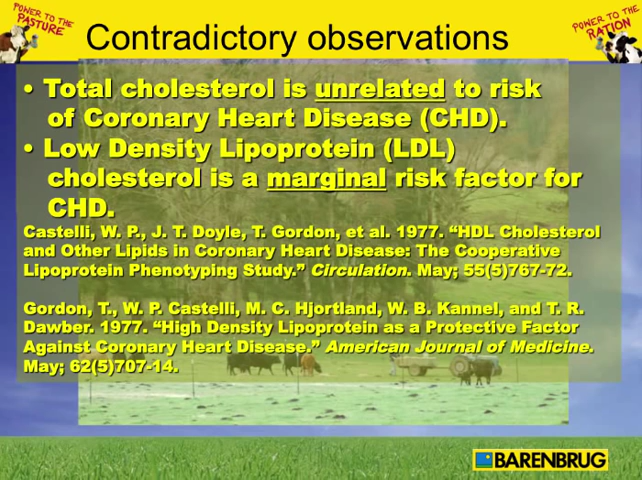 POWER TO THE
PASTURE
Contradictory observations
POWER TO THE
RATION
• Total cholesterol is unrelated to risk
of Coronary Heart Disease (CHD).
• Low Density Lipoprotein (LDL)
cholesterol is a marginal risk factor for
CHD.
Castelli, W. P., J. T. Doyle, T. Gordon, et al. 1977. “HDL Cholesterol
and Other Lipids in Coronary Heart Disease: The Cooperative
Lipoprotein Phenotyping Study.” Circulation. May; 55(5)767-72.
Gordon, T., W. P. Castelli, M. C. Hjortland, W. B. Kannel, and T. R.
Dawber. 1977. “High Density Lipoprotein as a Protective Factor
Against Coronary Heart Disease.” American Journal of Medicine.
May; 62(5)707-14.
BARENBRUG